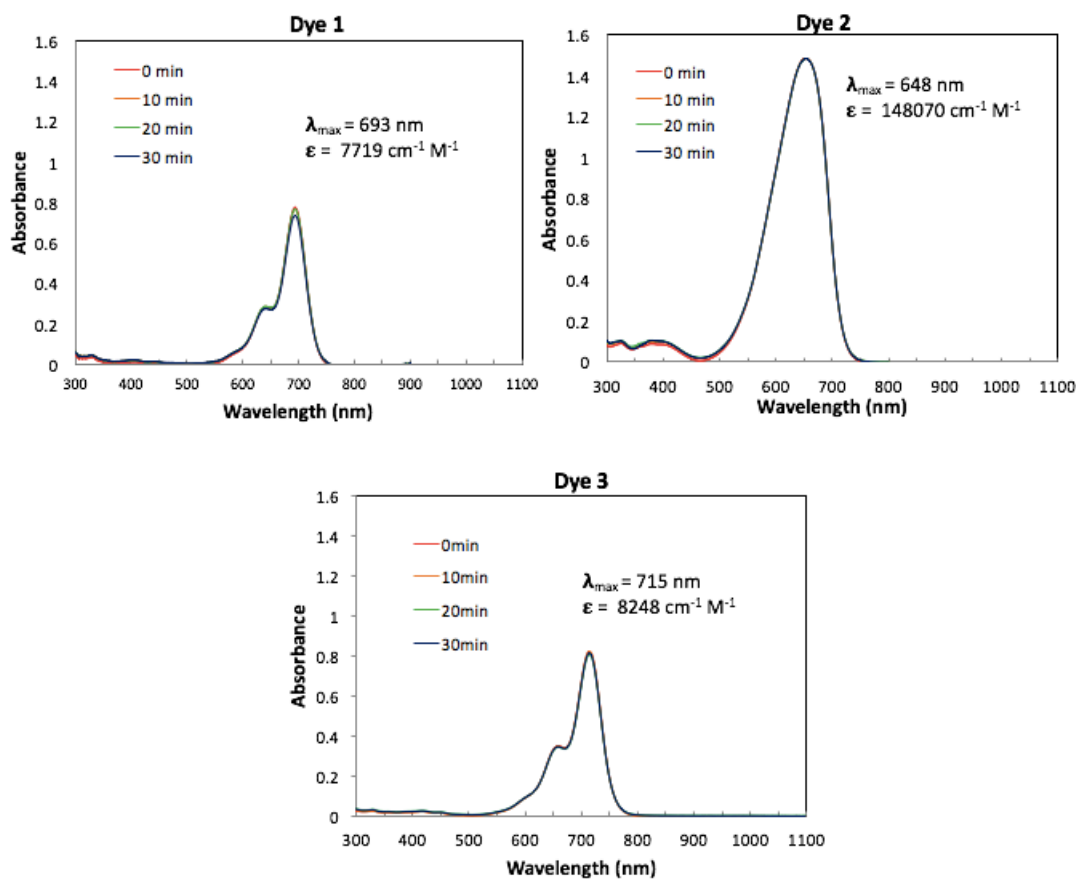 Dye 1
1.6
1.4
1.2
1
0.8
0.6
0.4
0.2
0
Absorbance
0 min
10 min
20 min
30 min
λmax = 693 nm
ε = 7719 cm-1 M-1
300 400 500 600 700 800 900 1000 1100
Wavelength (nm)
Dye 2
1.6
1.4
1.2
1
0.8
0.6
0.4
0.2
0
Absorbance
0 min
10 min
20 min
30 min
λmax = 648 nm
ε = 148070 cm-1 M-1
300 400 500 600 700 800 900 1000 1100
Wavelength (nm)
Dye 3
1.6
1.4
1.2
1
0.8
0.6
0.4
0.2
0
Absorbance
0min
10min
20min
30min
λmax = 715 nm
ε = 8248 cm-1 M-1
300 400 500 600 700 800 900 1000 1100
Wavelength (nm)